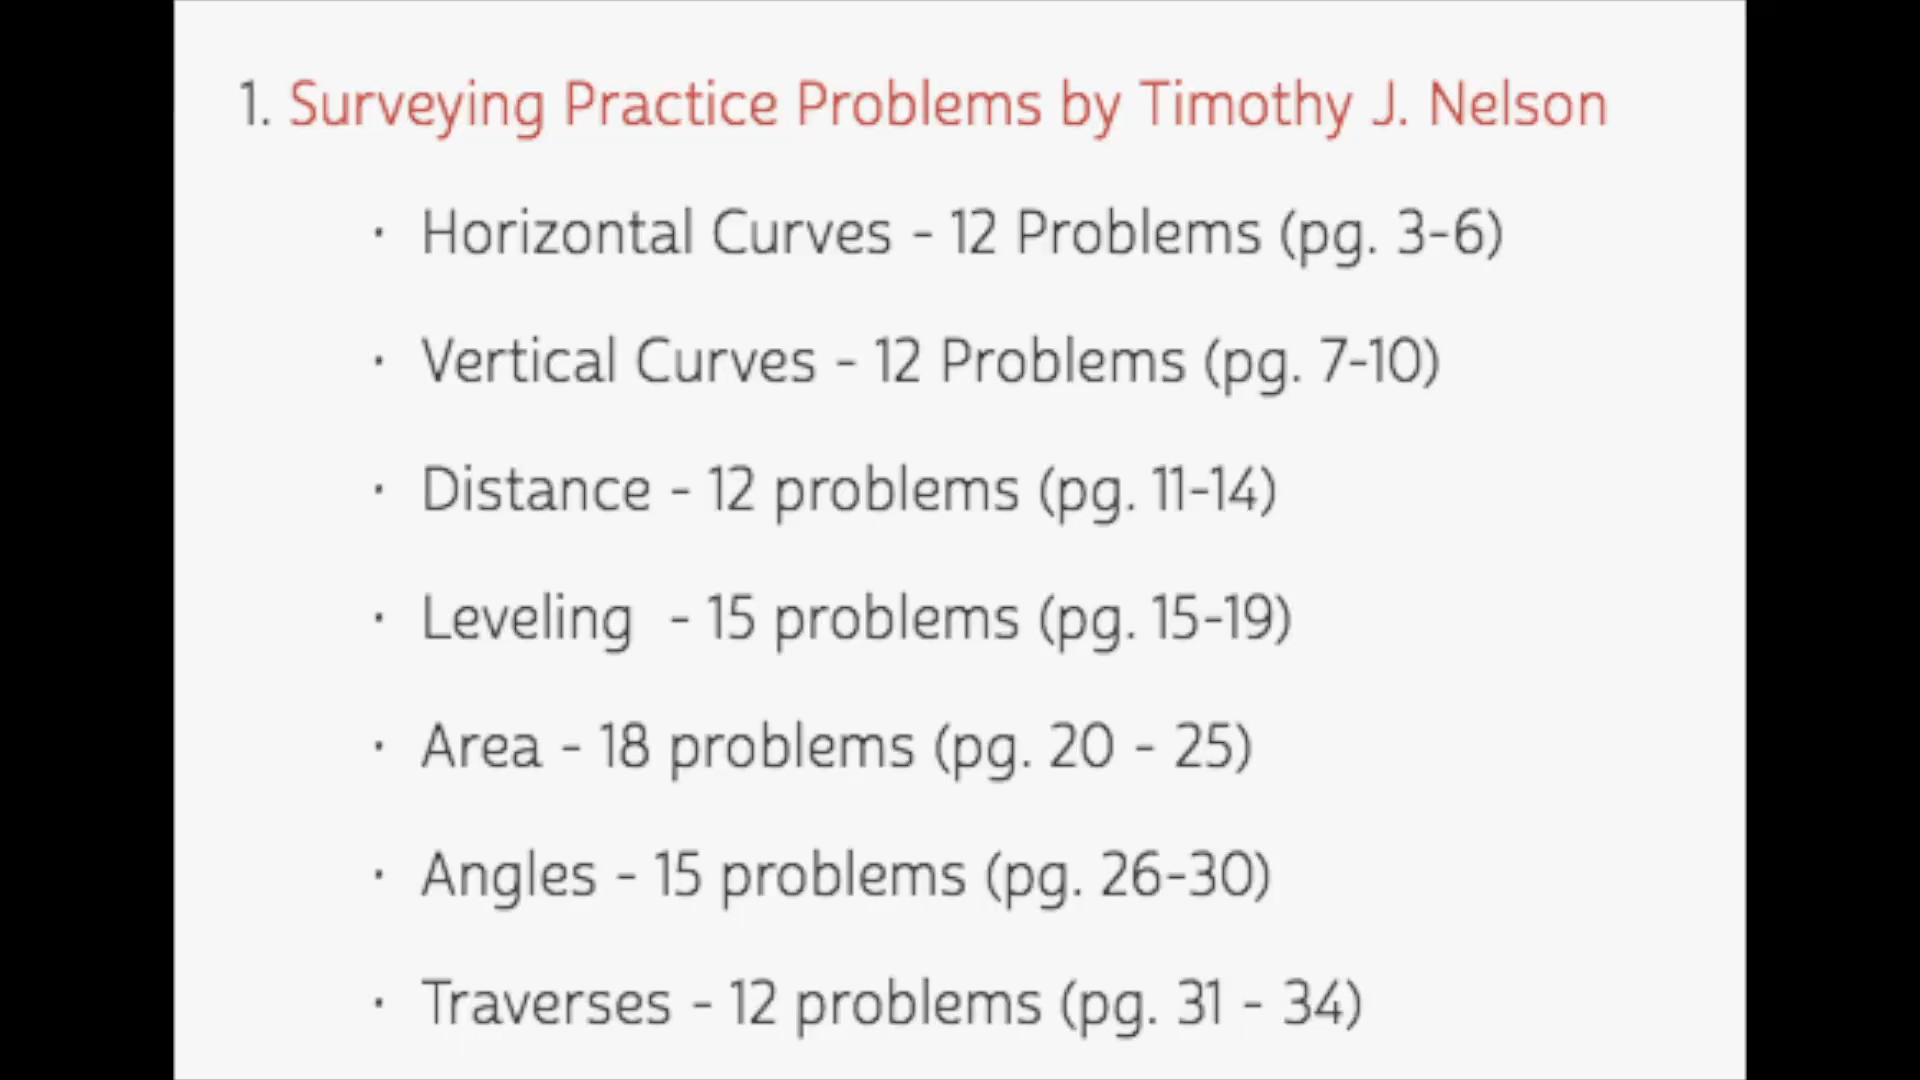 1. Surveying Practice Problems by Timothy J. Nelson
· Horizontal Curves - 12 Problems (pg. 3-6)
· Vertical Curves - 12 Problems (pg. 7-10)
· Distance - 12 problems (pg. 11-14)
· Leveling - 15 problems (pg. 15-19)
· Area - 18 problems (pg. 20 - 25)
· Angles - 15 problems (pg. 26-30)
· Traverses - 12 problems (pg. 31 - 34)